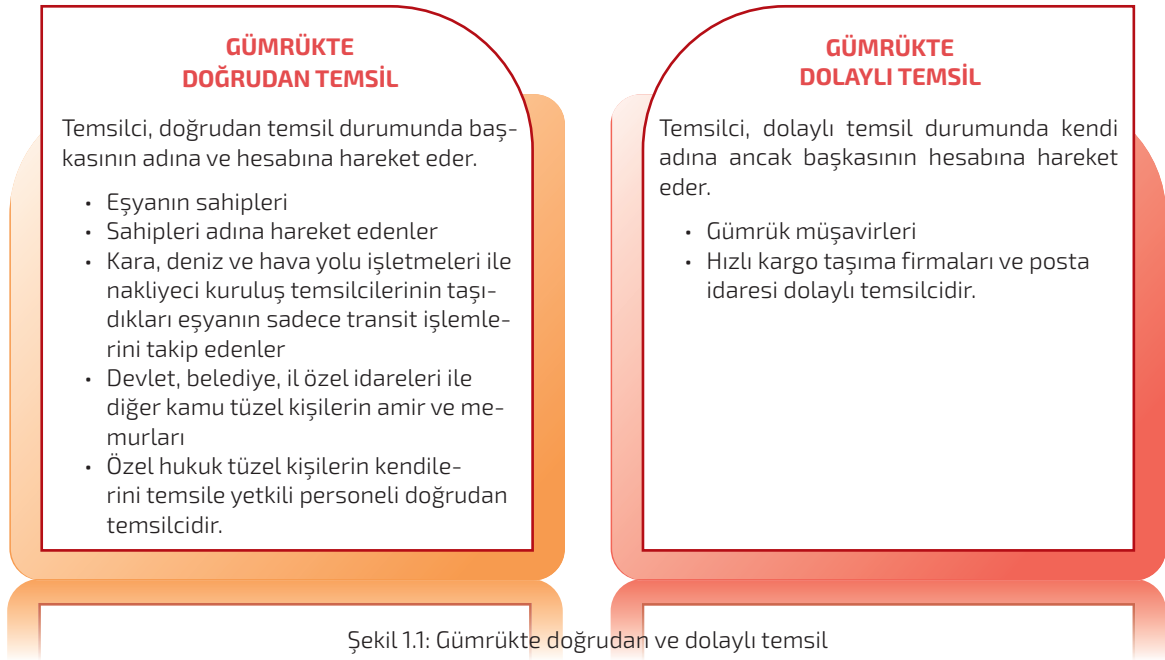 GÜMRÜKTE
DOĞRUDAN TEMSİL
Temsilci, doğrudan temsil durumunda baş-
kasının adına ve hesabına hareket eder.
• Eşyanın sahipleri
• Sahipleri adına hareket edenler
• Kara, deniz ve hava yolu işletmeleri ile
nakliyeci kuruluş temsilcilerinin taşı-
dıkları eşyanın sadece transit işlemle-
rini takip edenler
• Devlet, belediye, il özel idareleri ile
diğer kamu tüzel kişilerin amir ve me-
murları
• Özel hukuk tüzel kişilerin kendile-
rini temsile yetkili personeli doğrudan
temsilcidir.
GÜMRÜKTE
DOLAYLI TEMSİL
Temsilci, dolaylı temsil durumunda kendi
adına ancak başkasının hesabına hareket
eder.
• Gümrük müşavirleri
• Hızlı kargo taşıma firmaları ve posta
idaresi dolaylı temsilcidir.
Şekil 1.1: Gümrükte doğrudan ve dolaylı temsil